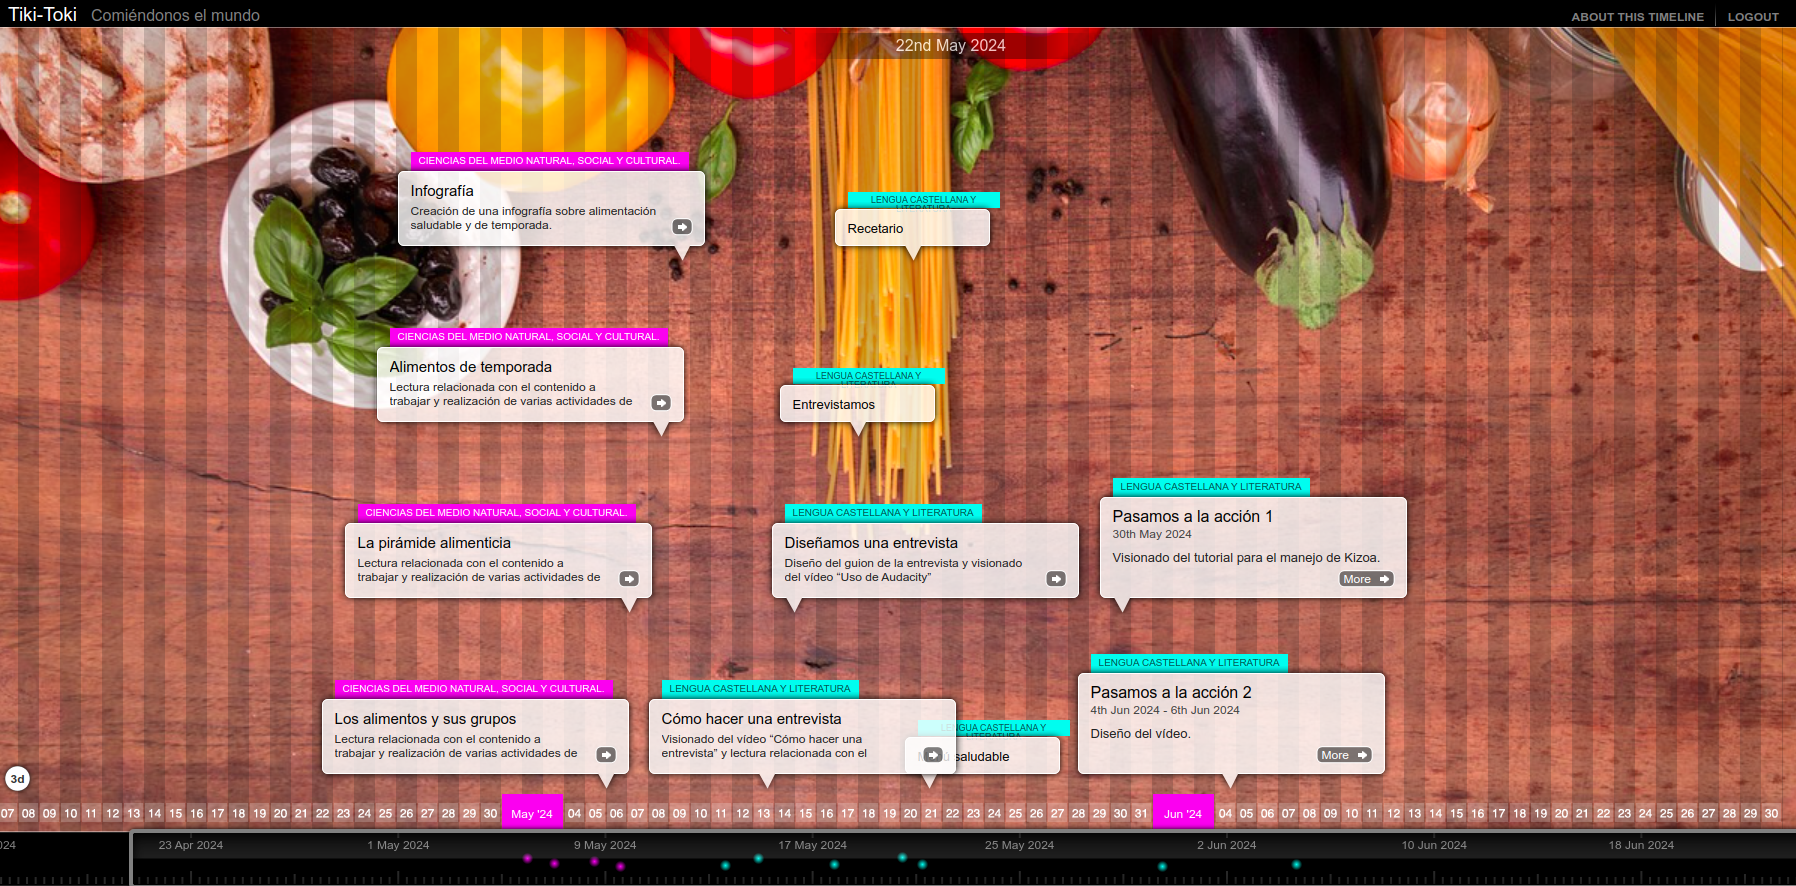 Tiki-Toki Comiéndonos el mundo
ABOUT THIS TIMELINE LOGOUT
22nd May 2024
CIENCIAS DEL MEDIO NATURAL, SOCIAL Y CULTURAL.
Infografía
Creación de una infografía sobre alimentación
saludable y de temporada.
LENGUA CASTELLANA Y
LITERATURA
Recetario
CIENCIAS DEL MEDIO NATURAL, SOCIAL Y CULTURAL.
Alimentos de temporada
Lectura relacionada con el contenido a
trabajar y realización de varias actividades de
LENGUA CASTELLANA Y
LITERATURA
Entrevistamos
CIENCIAS DEL MEDIO NATURAL, SOCIAL Y CULTURAL.
La pirámide alimenticia
Lectura relacionada con el contenido a
trabajar y realización de varias actividades de
LENGUA CASTELLANA Y LITERATURA
Diseñamos una entrevista
Diseño del guion de la entrevista y visionado
del vídeo “Uso de Audacity”
LENGUA CASTELLANA Y LITERATURA
Pasamos a la acción 1
30th May 2024
Visionado del tutorial para el manejo de Kizoa.
More
CIENCIAS DEL MEDIO NATURAL, SOCIAL Y CULTURAL.
Los alimentos y sus grupos
Lectura relacionada con el contenido a
trabajar y realización de varias actividades de
LENGUA CASTELLANA Y LITERATURA
Cómo hacer una entrevista
Visionado del vídeo “Cómo hacer una
entrevista” y lectura relacionada con el
LENGUA CASTELLANA Y
LITERATURA
saludable
LENGUA CASTELLANA Y LITERATURA
Pasamos a la acción 2
4th Jun 2024 - 6th Jun 2024
Diseño del vídeo.
More
3d
07 08 09 10 11 12 13 14 15 16 17 18 19 20 21 22 23 24 25 26 27 28 29 30 May '24 04 05 06 07 08 09 10 11 12 13 14 15 16 17 18 19 20 21 22 23 24 25 26 27 28 29 30 31 Jun '24 04 05 06 07 08 09 10 11 12 13 14 15 16 17 18 19 20 21 22 23 24 25 26 27 28 29 30
024 23 Apr 2024 1 May 2024 9 May 2024 17 May 2024 25 May 2024 2 Jun 2024 10 Jun 2024 18 Jun 2024